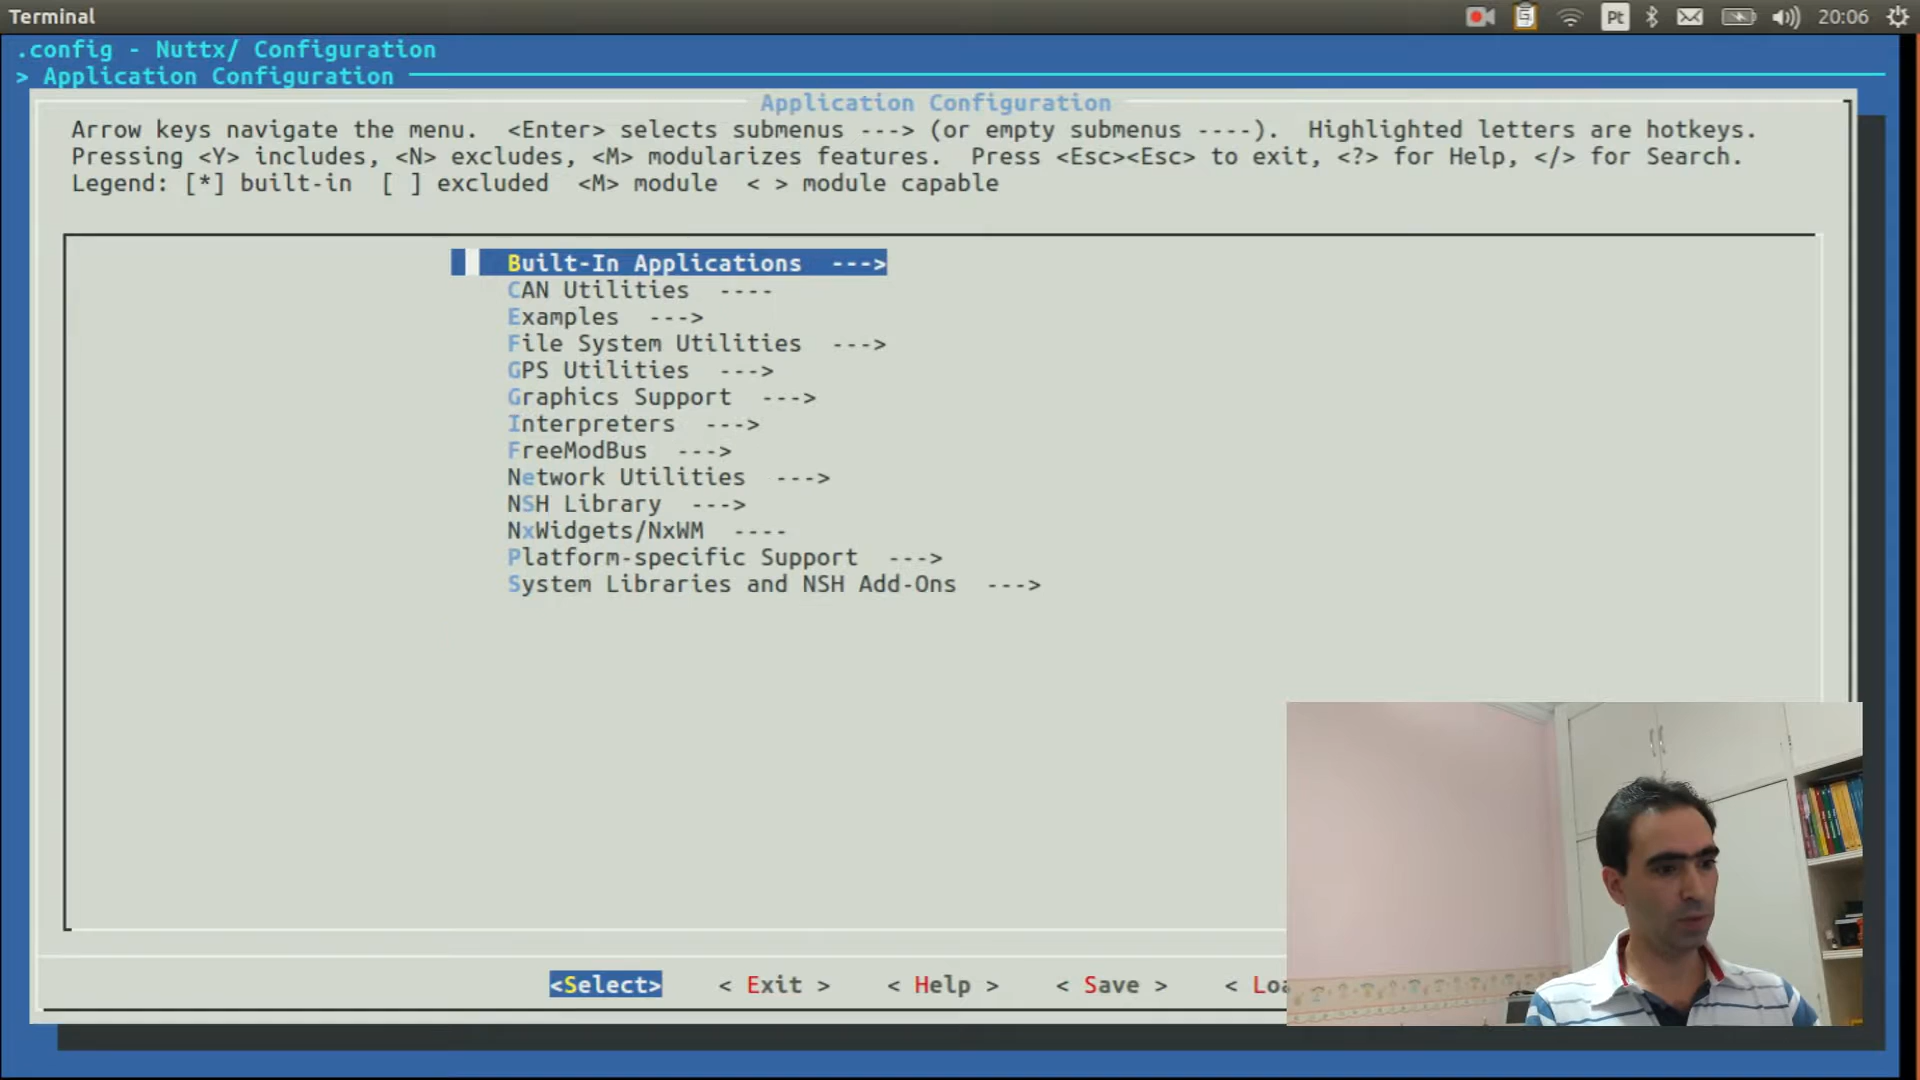 Terminal
Pt
20:06
.config - Nuttx/ Configuration
> Application Configuration
Application Configuration
Arrow keys navigate the menu.  <Enter> selects submenus ---> (or empty submenus ----).  Highlighted letters are hotkeys.
Pressing <Y> includes, <N> excludes, <M> modularizes features.  Press <Esc><Esc> to exit, <?> for Help, </> for Search.
Legend: [*] built-in  [ ] excluded  <M> module  < > module capable
Built-In Applications  --->
CAN Utilities  ----
Examples  --->
File System Utilities  --->
GPS Utilities  --->
Graphics Support  --->
Interpreters  --->
FreeModBus  --->
Network Utilities  --->
NSH Library  --->
NxWidgets/NxWM  ----
Platform-specific Support  --->
System Libraries and NSH Add-Ons  --->
<Select>    < Exit >    < Help >    < Save >    < Loa